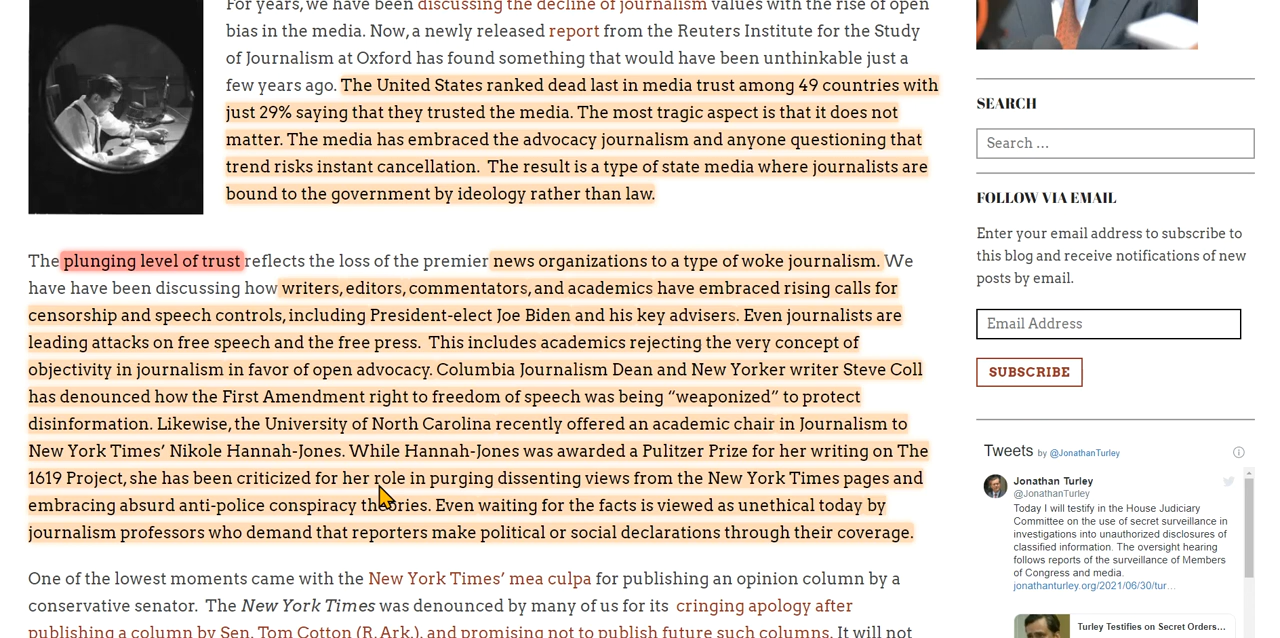 For years, we have been discussing the decline of journalism values with the rise of open
bias in the media. Now, a newly released report from the Reuters Institute for the Study
of Journalism at Oxford has found something that would have been unthinkable just a
few years ago. The United States ranked dead last in media trust among 49 countries with
just 29% saying that they trusted the media. The most tragic aspect is that it does not
matter. The media has embraced the advocacy journalism and anyone questioning that
trend risks instant cancellation. The result is a type of state media where journalists are
bound to the government by ideology rather than law.
The plunging level of trust reflects the loss of the premier news organizations to a type of woke journalism. We
have have been discussing how writers, editors, commentators, and academics have embraced rising calls for
censorship and speech controls, including President-elect Joe Biden and his key advisers. Even journalists are
leading attacks on free speech and the free press. This includes academics rejecting the very concept of
objectivity in journalism in favor of open advocacy. Columbia Journalism Dean and New Yorker writer Steve Coll
has denounced how the First Amendment right to freedom of speech was being “weaponized” to protect
disinformation. Likewise, the University of North Carolina recently offered an academic chair in Journalism to
New York Times’ Nikole Hannah-Jones. While Hannah-Jones was awarded a Pulitzer Prize for her writing on The
1619 Project, she has been criticized for her role in purging dissenting views from the New York Times pages and
embracing absurd anti-police conspiracy theories. Even waiting for the facts is viewed as unethical today by
journalism professors who demand that reporters make political or social declarations through their coverage.
One of the lowest moments came with the New York Times’ mea culpa for publishing an opinion column by a
conservative senator. The New York Times was denounced by many of us for its cringing apology after
publishing a column by Sen. Tom Cotton (R, Ark.), and promising not to publish future such columns. It will not
SEARCH
Search …
FOLLOW VIA EMAIL
Enter your email address to subscribe to
this blog and receive notifications of new
posts by email.
Email Address
SUBSCRIBE
Tweets by @JonathanTurley
Jonathan Turley
@JonathanTurley
Today I will testify in the House Judiciary
Committee on the use of secret surveillance in
investigations into unauthorized disclosures of
classified information. The oversight hearing
follows reports of the surveillance of Members
of Congress and media.
jonathanturley.org/2021/06/30/tur…
Turley Testifies on Secret Orders…